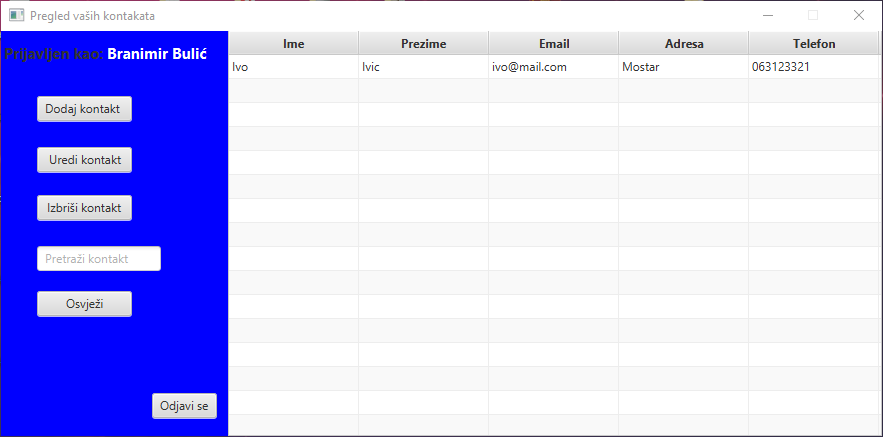 Pregled vaših kontakata
Prijavljen kao: Branimir Bulić
Dodaj kontakt
Uredi kontakt
Izbriši kontakt
Pretraži kontakt
Osvježi
Odjavi se
Ime Prezime Email Adresa Telefon
Ivo Ivic ivo@mail.com Mostar 063123321